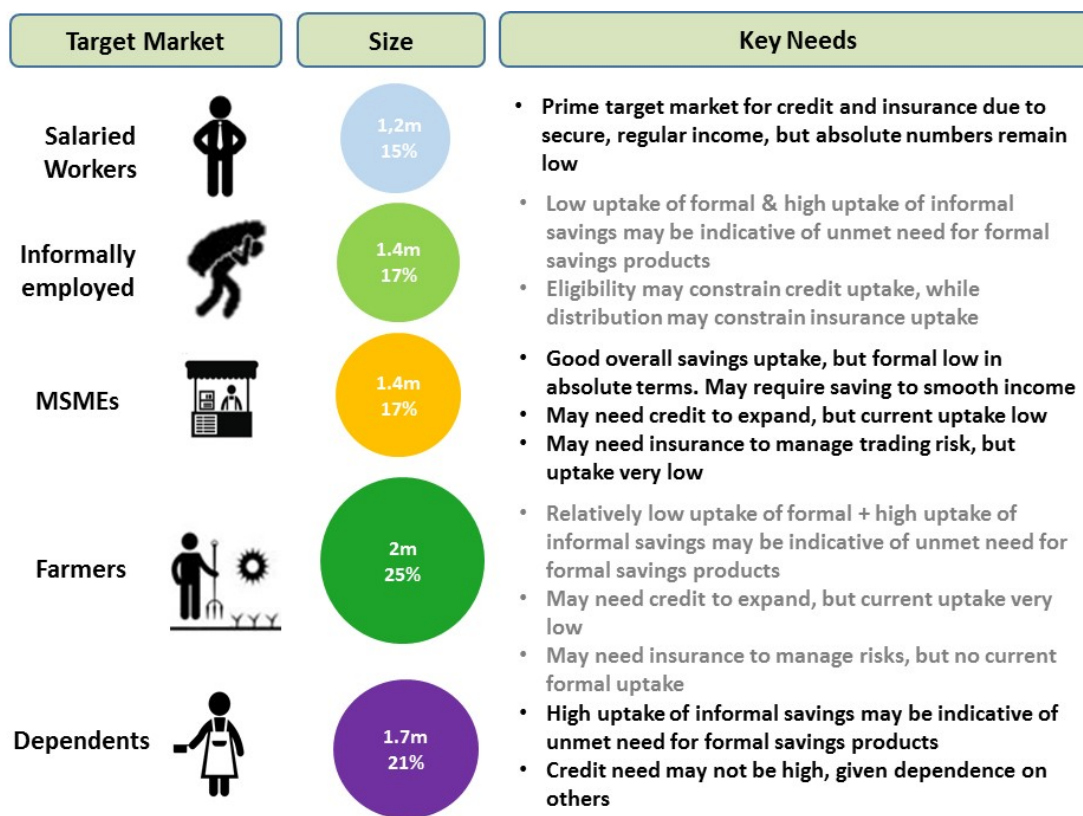 Target Market
Size
Key Needs
Salaried
Workers
1,2m
15%
• Prime target market for credit and insurance due to
secure, regular income, but absolute numbers remain
low
Informally
employed
1.4m
17%
• Low uptake of formal & high uptake of informal
savings may be indicative of unmet need for formal
savings products
• Eligibility may constrain credit uptake, while
distribution may constrain insurance uptake
MSMEs
1.4m
17%
• Good overall savings uptake, but formal low in
absolute terms. May require saving to smooth income
• May need credit to expand, but current uptake low
• May need insurance to manage trading risk, but
uptake very low
Farmers
2m
25%
• Relatively low uptake of formal + high uptake of
informal savings may be indicative of unmet need for
formal savings products
• May need credit to expand, but current uptake very
low
• May need insurance to manage risks, but no current
formal uptake
Dependents
1.7m
21%
• High uptake of informal savings may be indicative of
unmet need for formal savings products
• Credit need may not be high, given dependence on
others